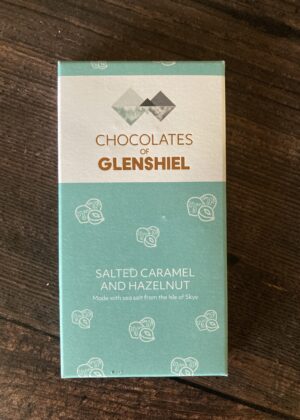 CHOCOLATES
OF
GLENSHIEL
SALTED CARAMEL
AND HAZELNUT
Made with sea salt from the Isle of Skye